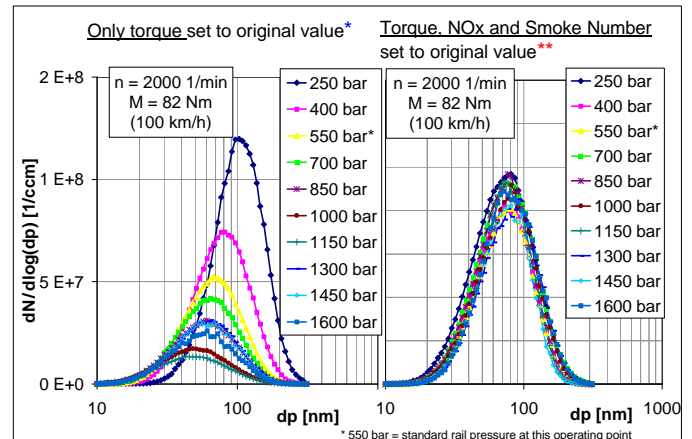 Only torque set to original value*
Torque, NOx and Smoke Number
set to original value**
2 E+8
1 E+8
5 E+7
0 E+0
dN/dlog(dp) [1/ccm]
n = 2000 1/min
M = 82 Nm
(100 km/h)
250 bar
400 bar
550 bar*
700 bar
850 bar
1000 bar
1150 bar
1300 bar
1450 bar
1600 bar
n = 2000 1/min
M = 82 Nm
(100 km/h)
250 bar
400 bar
550 bar*
700 bar
850 bar
1000 bar
1150 bar
1300 bar
1450 bar
1600 bar
10
100
dp [nm]
10
100
1000
dp [nm]
* 550 bar = standard rail pressure at this operating point